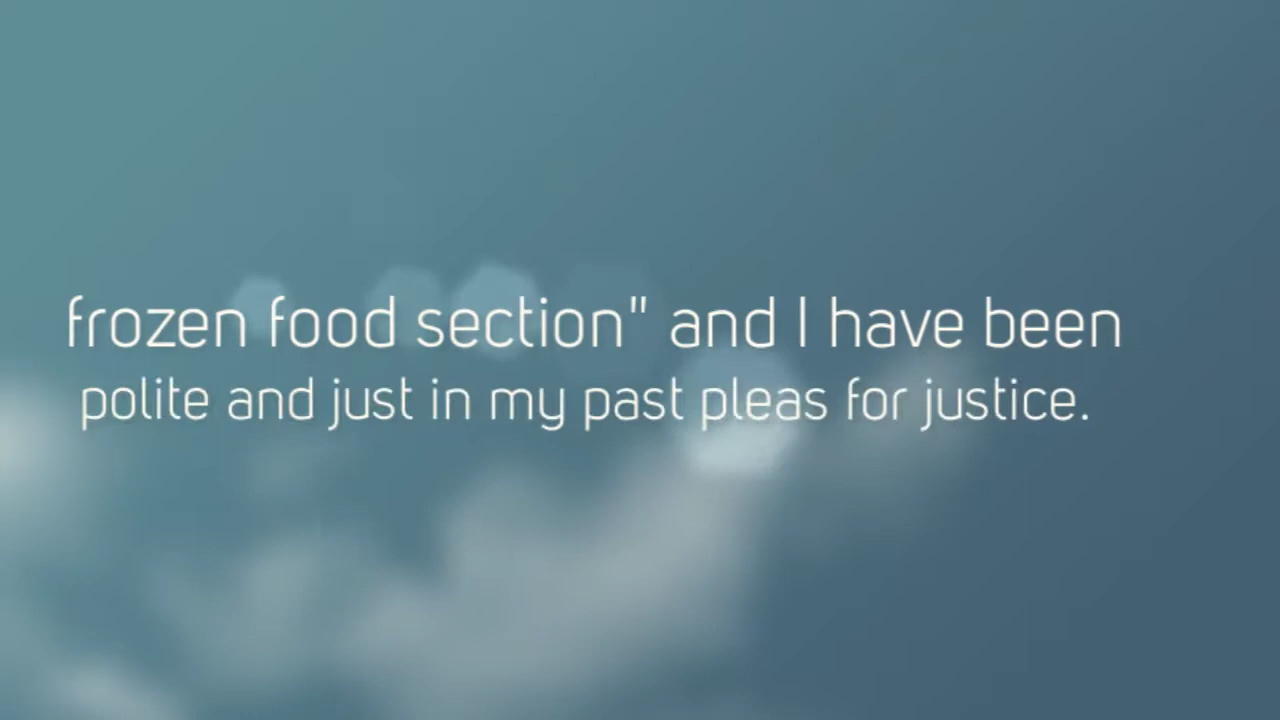 frozen food section" and I have been
polite and just in my past pleas for justice.